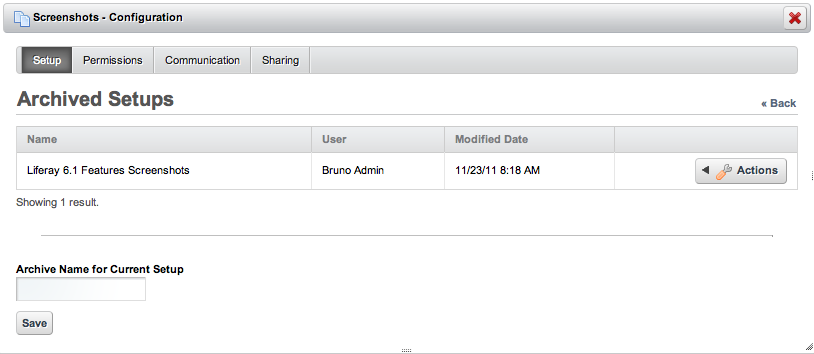 Screenshots - Configuration
Setup Permissions Communication Sharing
Archived Setups
« Back
Name User Modified Date
Liferay 6.1 Features Screenshots Bruno Admin 11/23/11 8:18 AM Actions
Showing 1 result.
Archive Name for Current Setup
Save